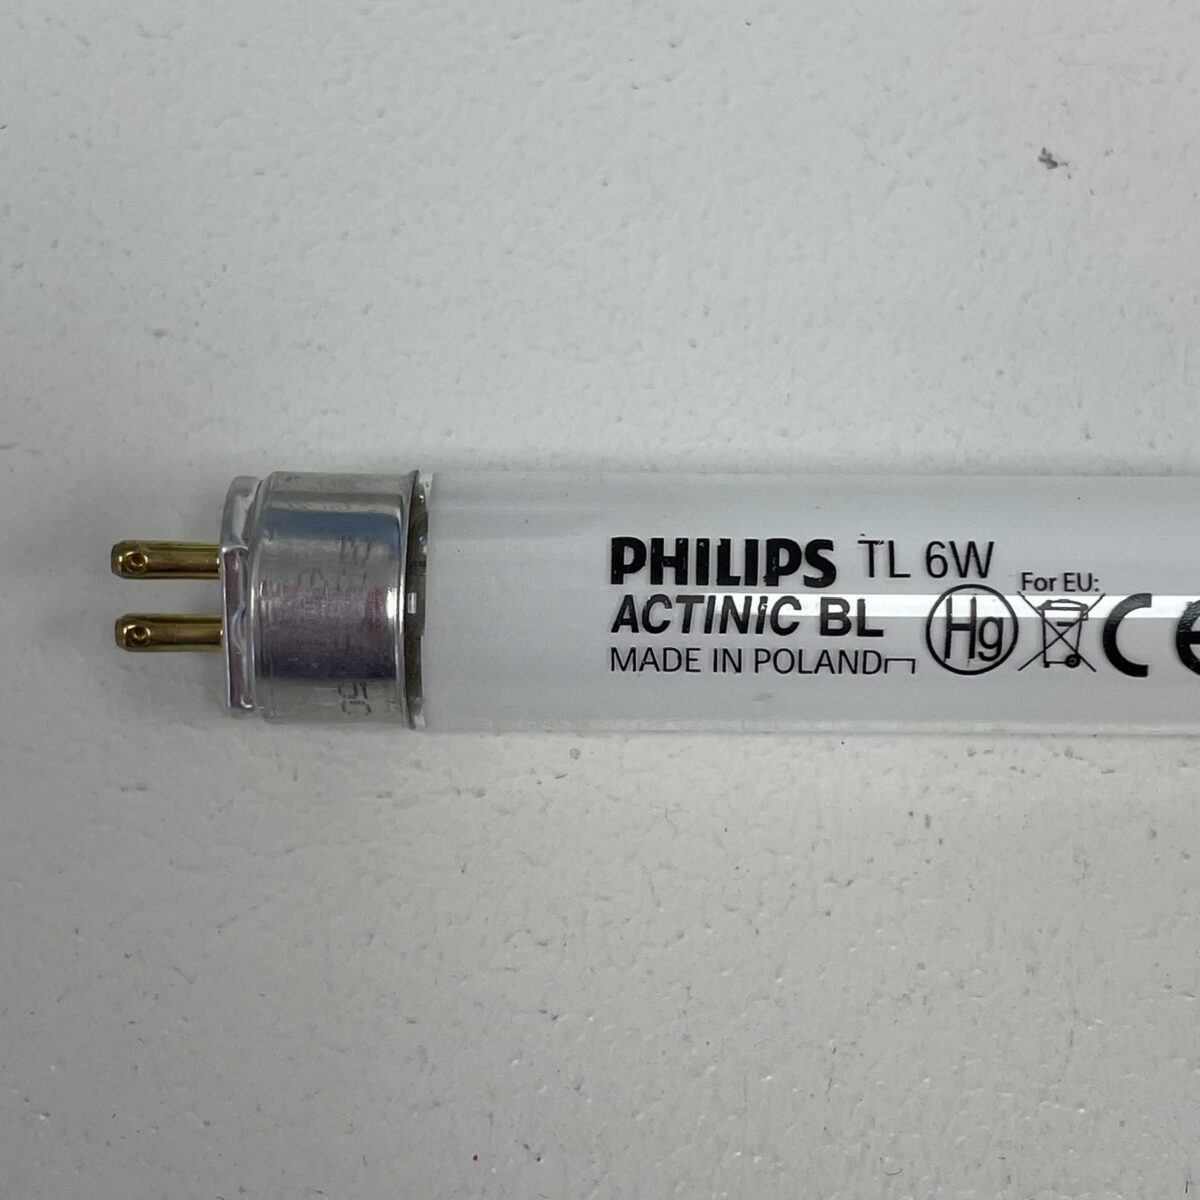 PHILIPS TL 6W
ACTINIC BL
MADE IN POLAND
Hg
For EU:
CE